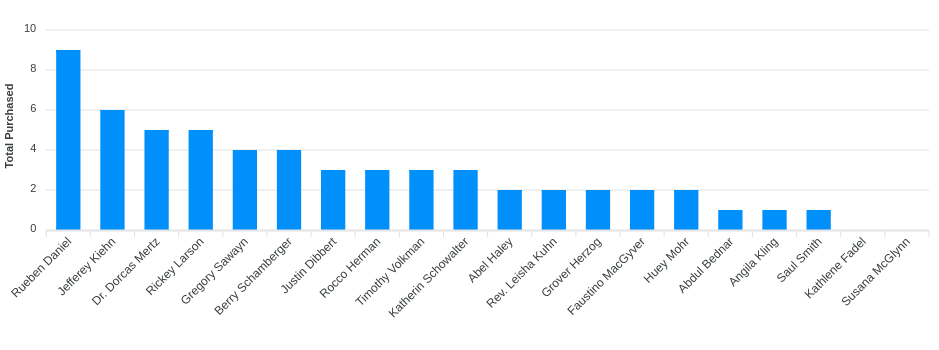 10
8
6
4
2
0
Total Purchased
Rueben Daniel
Jefferey Kiehn
Dr. Dorcas Mertz
Rickey Larson
Gregory Sawayn
Berry Schamberger
Justin Dibbert
Rocco Herman
Timothy Volkman
Katherin Schowalter
Abel Haley
Rev. Leisha Kuhn
Grover Herzog
Faustino MacGyver
Huey Mohr
Abdul Bednar
Angila Kling
Saul Smith
Kathlene Fadel
Susana McGlynn